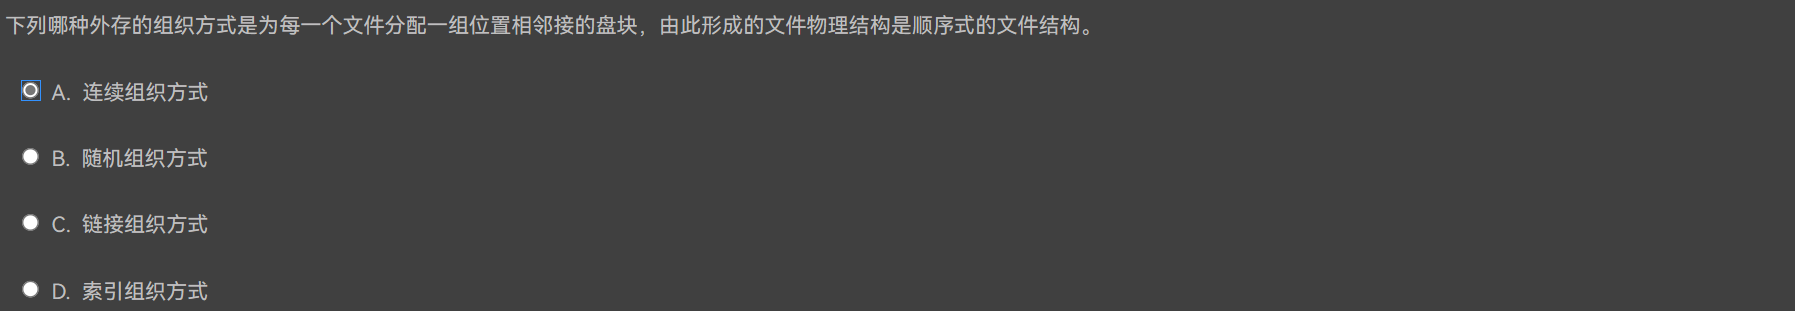 下列哪种外存的组织方式是为每一个文件分配一组位置相邻接的盘块，由此形成的文件物理结构是顺序式的文件结构。
A. 连续组织方式
B. 随机组织方式
C. 链接组织方式
D. 索引组织方式